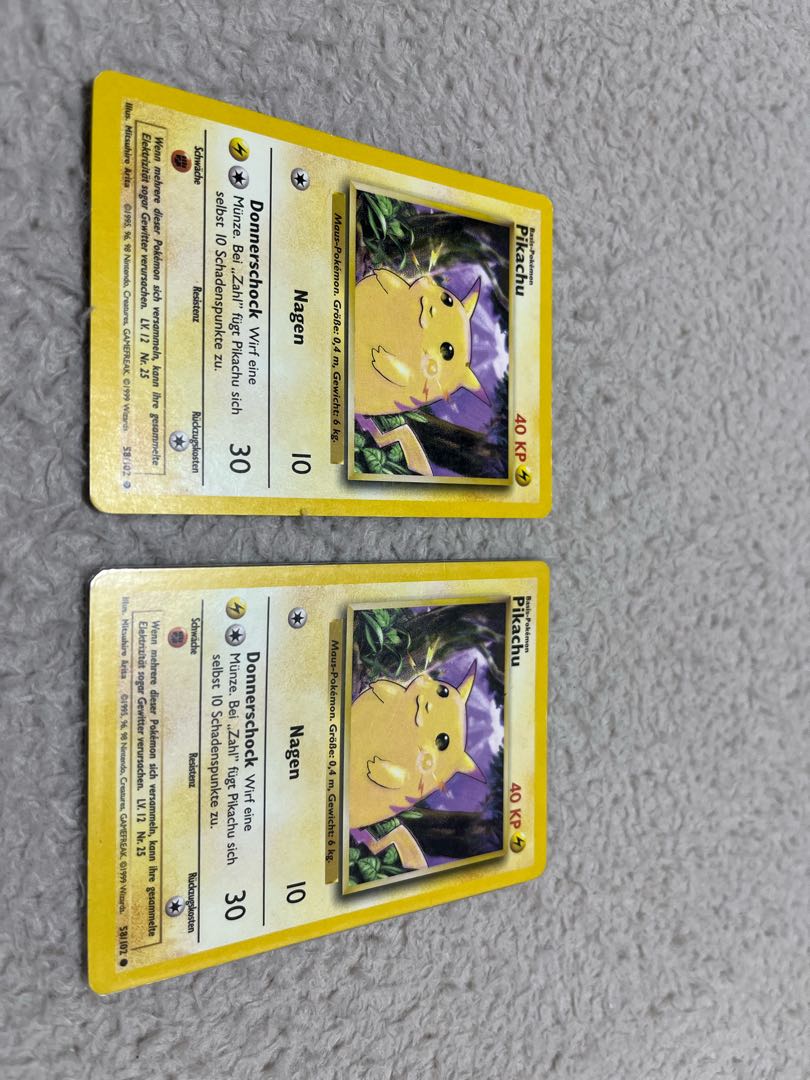 Basis-Pokémon
Pikachu
40 KP
Maus-Pokémon. Größe: 0,4 m, Gewicht: 6 kg.
Nagen 10
Donnerschock Wirf eine
Münze. Bei „Zahl" fügt Pikachu sich
selbst 10 Schadenspunkte zu.
30
Schwäche Resistenz Rückzugskosten
Wenn mehrere dieser Pokémon sich versammeln, kann ihre gesammelte
Elektrizität sogar Gewitter verursachen. LV. 12 Nr. 25
Illus. Mitsuhiro Arita ©1995, 96, 98 Nintendo, Creatures, GAMEFREAK. ©1999 Wizards. 58/102
Basis-Pokémon
Pikachu
40 KP
Maus-Pokémon. Größe: 0,4 m, Gewicht: 6 kg.
Nagen 10
Donnerschock Wirf eine
Münze. Bei „Zahl" fügt Pikachu sich
selbst 10 Schadenspunkte zu.
30
Schwäche Resistenz Rückzugskosten
Wenn mehrere dieser Pokémon sich versammeln, kann ihre gesammelte
Elektrizität sogar Gewitter verursachen. LV. 12 Nr. 25
Illus. Mitsuhiro Arita ©1995, 96, 98 Nintendo, Creatures, GAMEFREAK. ©1999 Wizards. 58/102